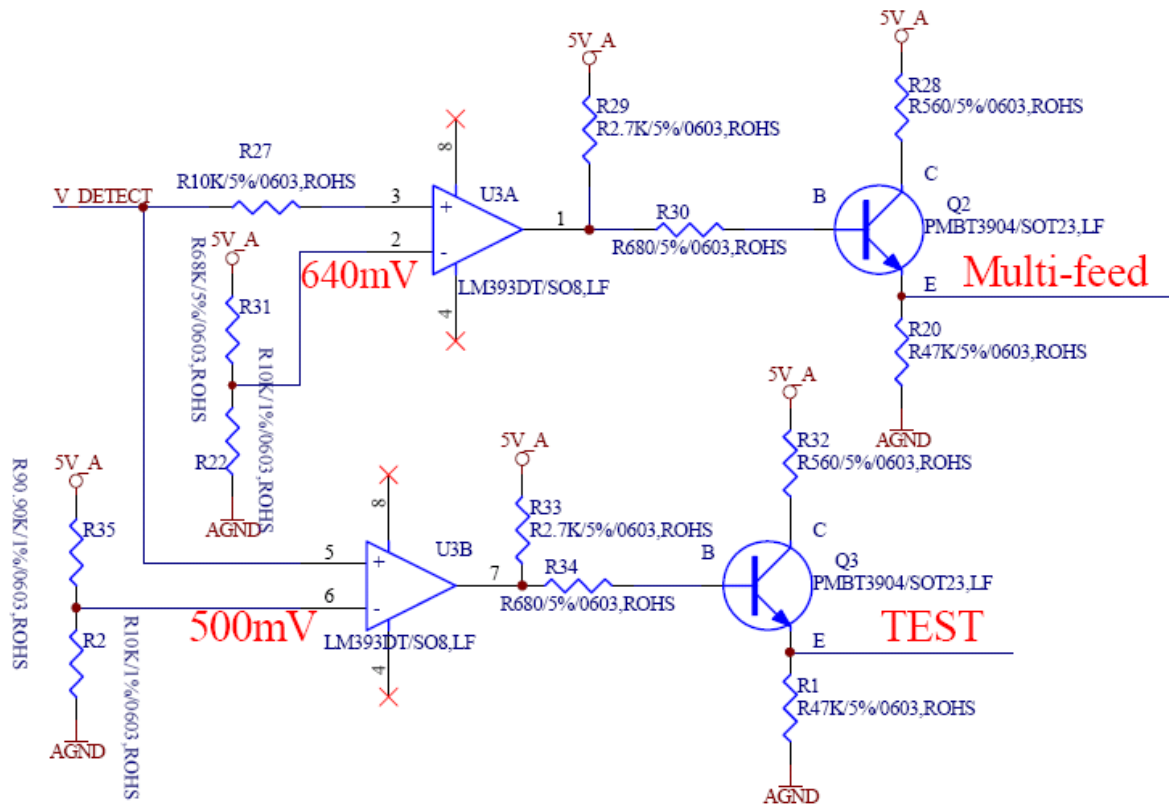 5V_A
R28
R560/5%/0603,ROHS
5V_A
R29
R2.7K/5%/0603,ROHS
R27
R10K/5%/0603,ROHS
V_DETECT
8
3
+
U3A
1
2
-
4
LM393DT/SO8,LF
640mV
R30
R680/5%/0603,ROHS
C
B
Q2
PMBT3904/SOT23,LF
E
Multi-feed
R20
R47K/5%/0603,ROHS
AGND
5V_A
R68K/5%/0603,ROHS
R31
R10K/1%/0603,ROHS
R22
AGND
5V_A
R32
R560/5%/0603,ROHS
5V_A
R90.90K/1%/0603,ROHS
R35
R2
R10K/1%/0603,ROHS
AGND
500mV
8
5
+
U3B
7
6
-
4
LM393DT/SO8,LF
5V_A
R33
R2.7K/5%/0603,ROHS
R34
R680/5%/0603,ROHS
C
B
Q3
PMBT3904/SOT23,LF
E
TEST
R1
R47K/5%/0603,ROHS
AGND